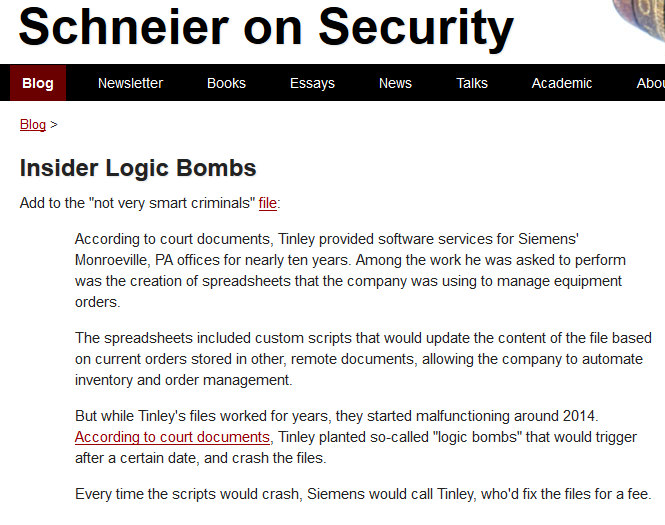 Schneier on Security
Blog Newsletter Books Essays News Talks Academic
Blog >
Insider Logic Bombs
Add to the "not very smart criminals" file:
According to court documents, Tinley provided software services for Siemens'
Monroeville, PA offices for nearly ten years. Among the work he was asked to perform
was the creation of spreadsheets that the company was using to manage equipment
orders.
The spreadsheets included custom scripts that would update the content of the file based
on current orders stored in other, remote documents, allowing the company to automate
inventory and order management.
But while Tinley's files worked for years, they started malfunctioning around 2014.
According to court documents, Tinley planted so-called "logic bombs" that would trigger
after a certain date, and crash the files.
Every time the scripts would crash, Siemens would call Tinley, who'd fix the files for a fee.